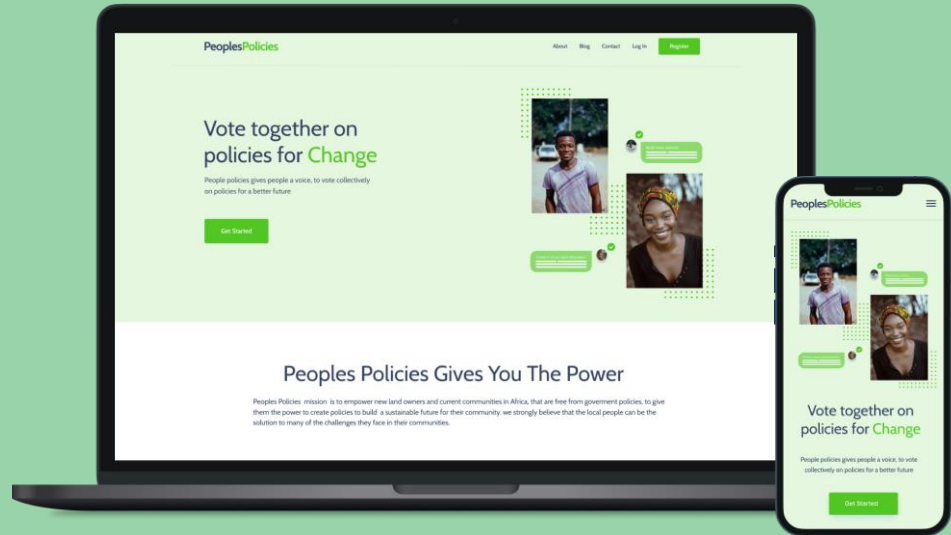 PeoplesPolicies
About Blog Contact Log In Register
Vote together on
policies for Change
People policies gives people a voice, to vote collectively
on policies for a better future
Get Started
Peoples Policies Gives You The Power
Peoples Policies mission is to empower new land owners and current communities in Africa, that are free from goverment policies, to give
them the power to create policies to build a sustainable future for their community. we strongly believe that the local people can be the
solution to many of the challenges they face in their communities.
PeoplesPolicies
Vote together on
policies for Change
People policies gives people a voice, to vote
collectively on policies for a better future
Get Started